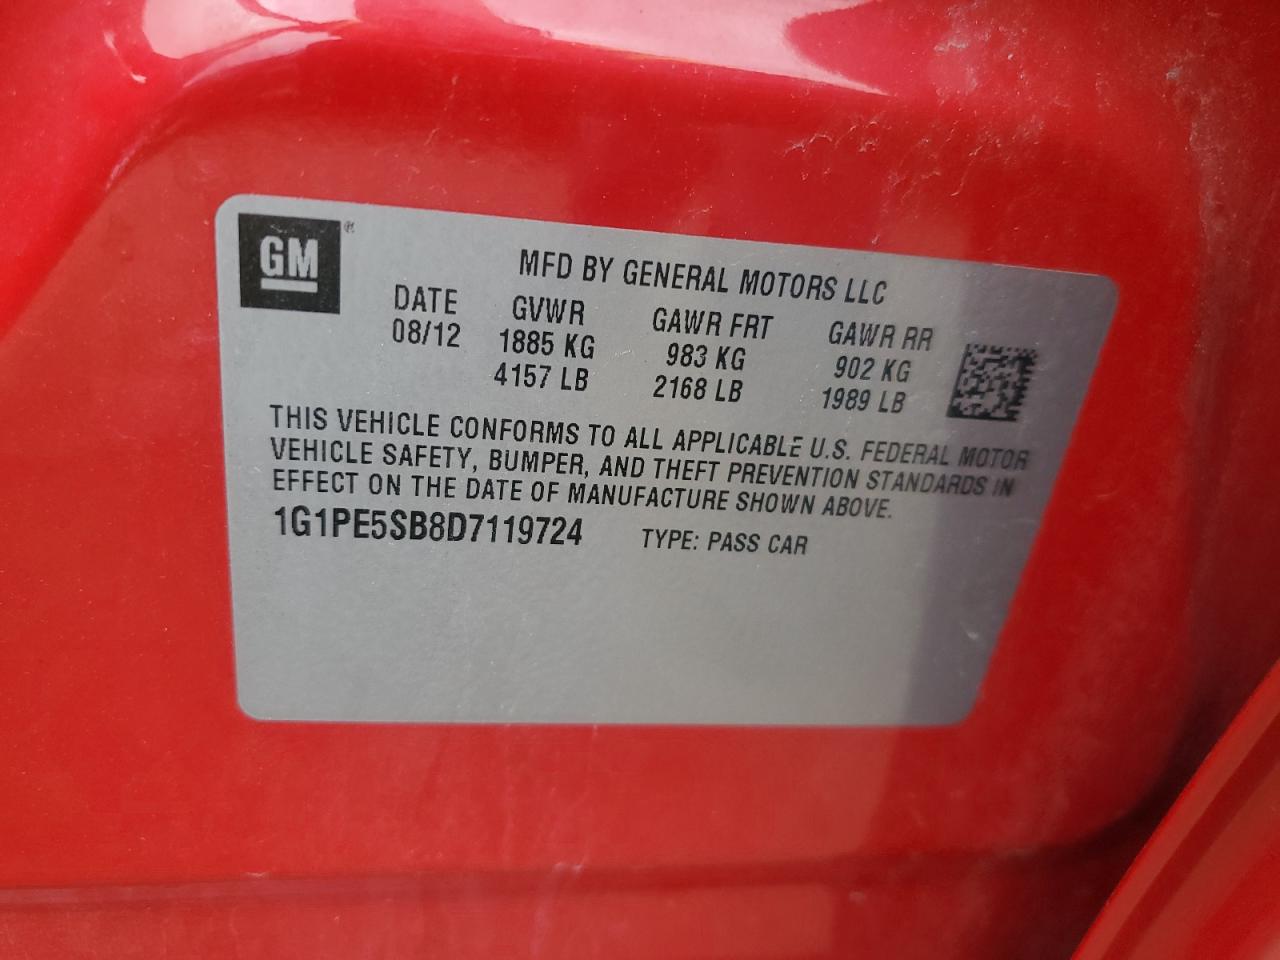 GM®
MFD BY GENERAL MOTORS LLC
DATE GVWR GAWR FRT GAWR RR
08/12 1885 KG 983 KG 902 KG
4157 LB 2168 LB 1989 LB
THIS VEHICLE CONFORMS TO ALL APPLICABLE U.S. FEDERAL MOTOR
VEHICLE SAFETY, BUMPER, AND THEFT PREVENTION STANDARDS IN
EFFECT ON THE DATE OF MANUFACTURE SHOWN ABOVE.
1G1PE5SB8D7119724 TYPE: PASS CAR